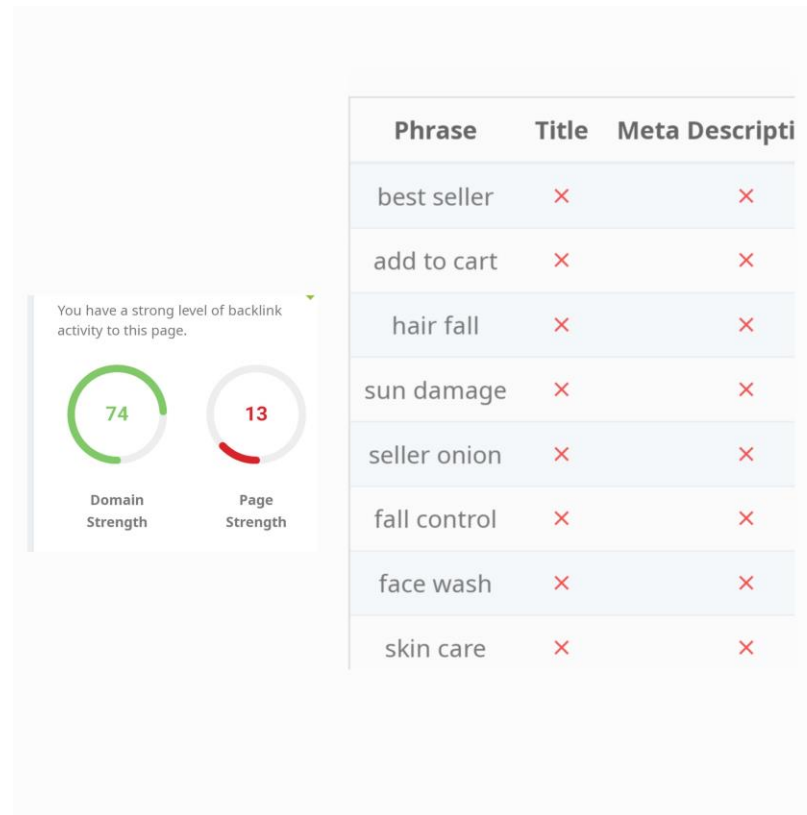 You have a strong level of backlink
activity to this page.
74 13
Domain Page
Strength Strength
Phrase Title Meta Descripti
best seller × ×
add to cart × ×
hair fall × ×
sun damage × ×
seller onion × ×
fall control × ×
face wash × ×
skin care × ×